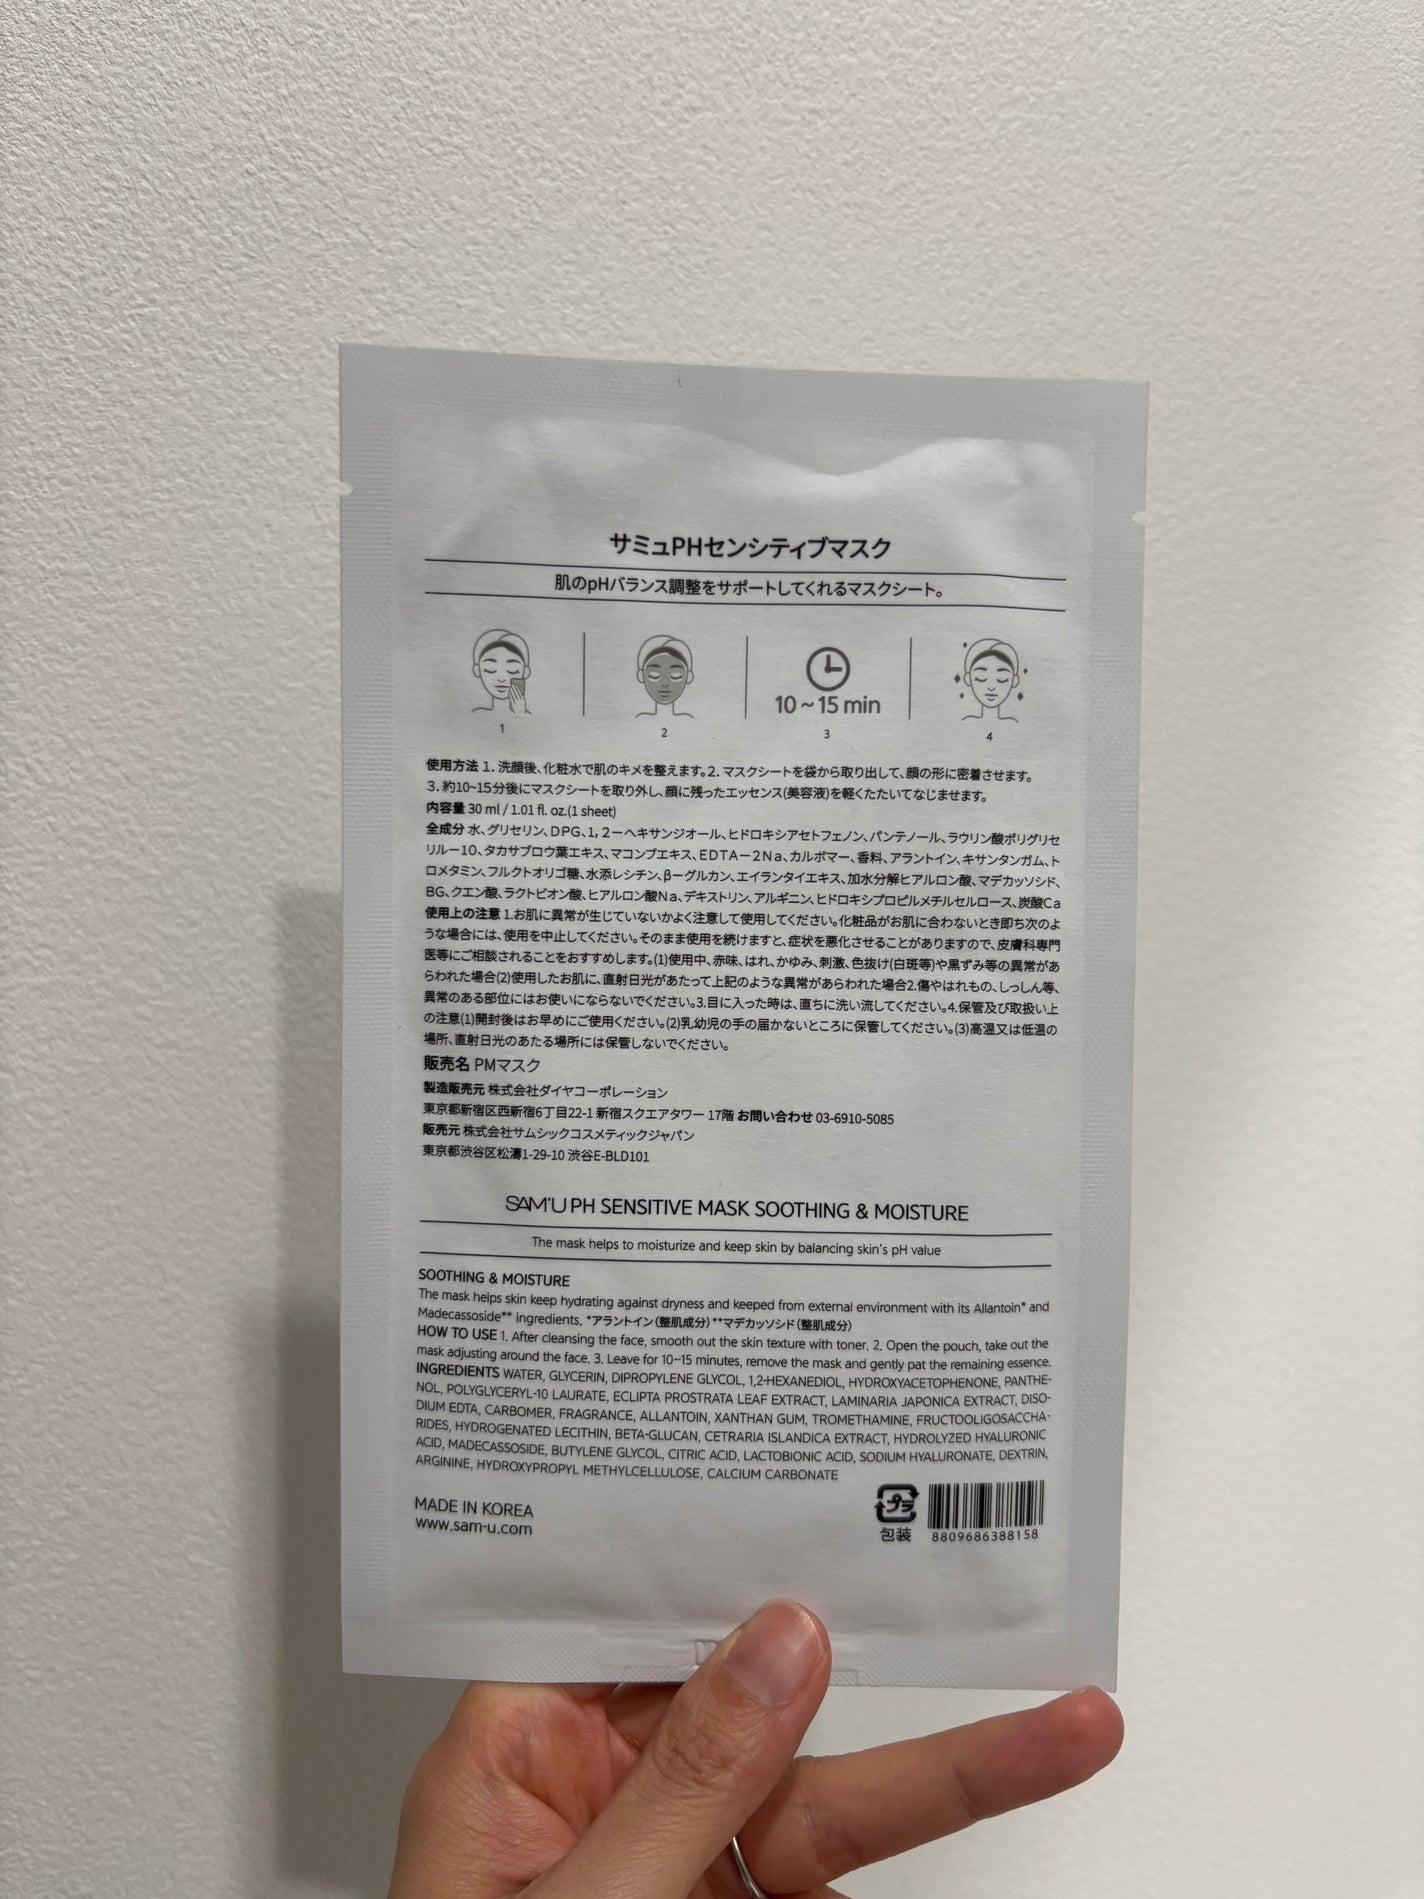 サミュPHセンシティブマスク
肌のpHバランス調整をサポートしてくれるマスクシート。
10~15 min
1
2
3
4
使用方法 1. 洗顔後、化粧水で肌のキメを整えます。2. マスクシートを袋から取り出して、顔の形に密着させます。
3. 約10~15分後にマスクシートを取り外し、顔に残ったエッセンス(美容液)を軽くたたいてなじませます。
内容量 30 ml / 1.01 fl. oz.(1 sheet)
全成分 水、グリセリン、DPG、1, 2ーヘキサンジオール、ヒドロキシアセトフェノン、パンテノール、ラウリン酸ポリグリセ
リルー10、タカサブロウ葉エキス、マコンブエキス、EDTAー2Na、カルボマー、香料、アラントイン、キサンタンガム、ト
ロメタミン、フルクトオリゴ糖、水添レシチン、βーグルカン、エイランタイエキス、加水分解ヒアルロン酸、マデカッソシド、
BG、クエン酸、ラクトビオン酸、ヒアルロン酸Na、デキストリン、アルギニン、ヒドロキシプロピルメチルセルロース、炭酸Ca
使用上の注意 1.お肌に異常が生じていないかよく注意して使用してください。化粧品がお肌に合わないとき即ち次のよ
うな場合には、使用を中止してください。そのまま使用を続けますと、症状を悪化させることがありますので、皮膚科専門
医等にご相談されることをおすすめします。(1)使用中、赤味、はれ、かゆみ、刺激、色抜け(白斑等)や黒ずみ等の異常があ
らわれた場合(2)使用したお肌に、直射日光があたって上記のような異常があらわれた場合2.傷やはれもの、しっしん等、
異常のある部位にはお使いにならないでください。3.目に入った時は、直ちに洗い流してください。4.保管及び取扱い上
の注意(1)開封後はお早めにご使用ください。(2)乳幼児の手の届かないところに保管してください。(3)高温又は低温の
場所、直射日光のあたる場所には保管しないでください。
販売名 PMマスク
製造販売元 株式会社ダイヤコーポレーション
東京都新宿区西新宿6丁目22-1 新宿スクエアタワー 17階 お問い合わせ 03-6910-5085
販売元 株式会社サムシックコスメティックジャパン
東京都渋谷区松濤1-29-10 渋谷E-BLD101
SAM'U PH SENSITIVE MASK SOOTHING & MOISTURE
The mask helps to moisturize and keep skin by balancing skin's pH value
SOOTHING & MOISTURE
The mask helps skin keep hydrating against dryness and keeped from external environment with its Allantoin* and
Madecassoside** ingredients. *アラントイン(整肌成分) **マデカッソシド(整肌成分)
HOW TO USE 1. After cleansing the face, smooth out the skin texture with toner. 2. Open the pouch, take out the
mask adjusting around the face. 3. Leave for 10~15 minutes, remove the mask and gently pat the remaining essence.
INGREDIENTS WATER, GLYCERIN, DIPROPYLENE GLYCOL, 1,2-HEXANEDIOL, HYDROXYACETOPHENONE, PANTHE-
NOL, POLYGLYCERYL-10 LAURATE, ECLIPTA PROSTRATA LEAF EXTRACT, LAMINARIA JAPONICA EXTRACT, DISO-
DIUM EDTA, CARBOMER, FRAGRANCE, ALLANTOIN, XANTHAN GUM, TROMETHAMINE, FRUCTOOLIGOSACCHA-
RIDES, HYDROGENATED LECITHIN, BETA-GLUCAN, CETRARIA ISLANDICA EXTRACT, HYDROLYZED HYALURONIC
ACID, MADECASSOSIDE, BUTYLENE GLYCOL, CITRIC ACID, LACTOBIONIC ACID, SODIUM HYALURONATE, DEXTRIN,
ARGININE, HYDROXYPROPYL METHYLCELLULOSE, CALCIUM CARBONATE
MADE IN KOREA
www.sam-u.com
プラ
包装
8809686388158